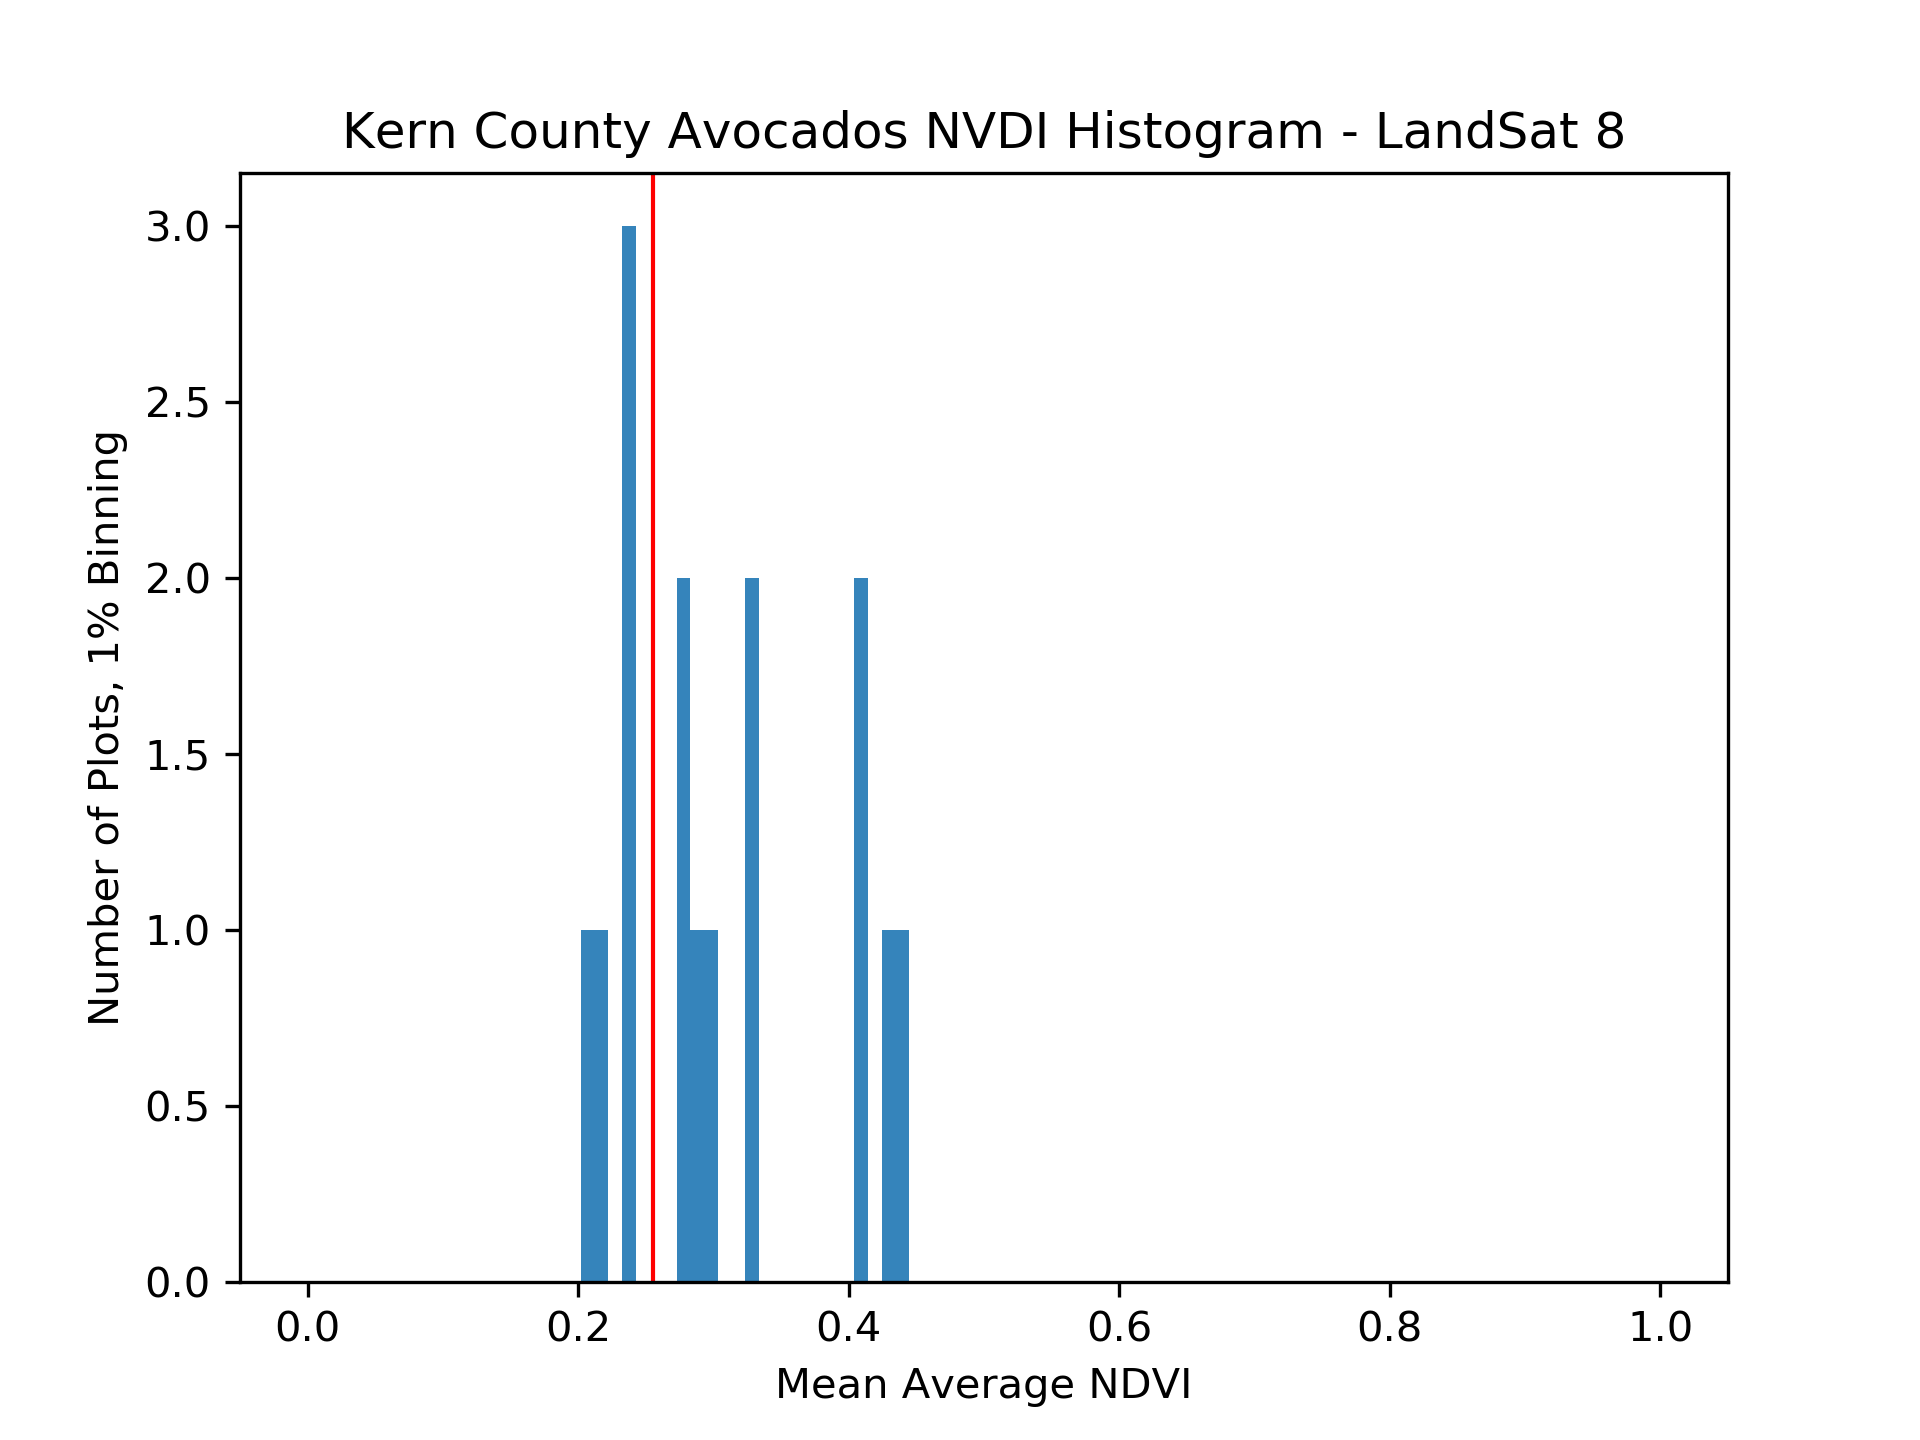 Kern County Avocados NVDI Histogram - LandSat 8
Number of Plots, 1% Binning
3.0
2.5
2.0
1.5
1.0
0.5
0.0
0.0 0.2 0.4 0.6 0.8 1.0
Mean Average NDVI